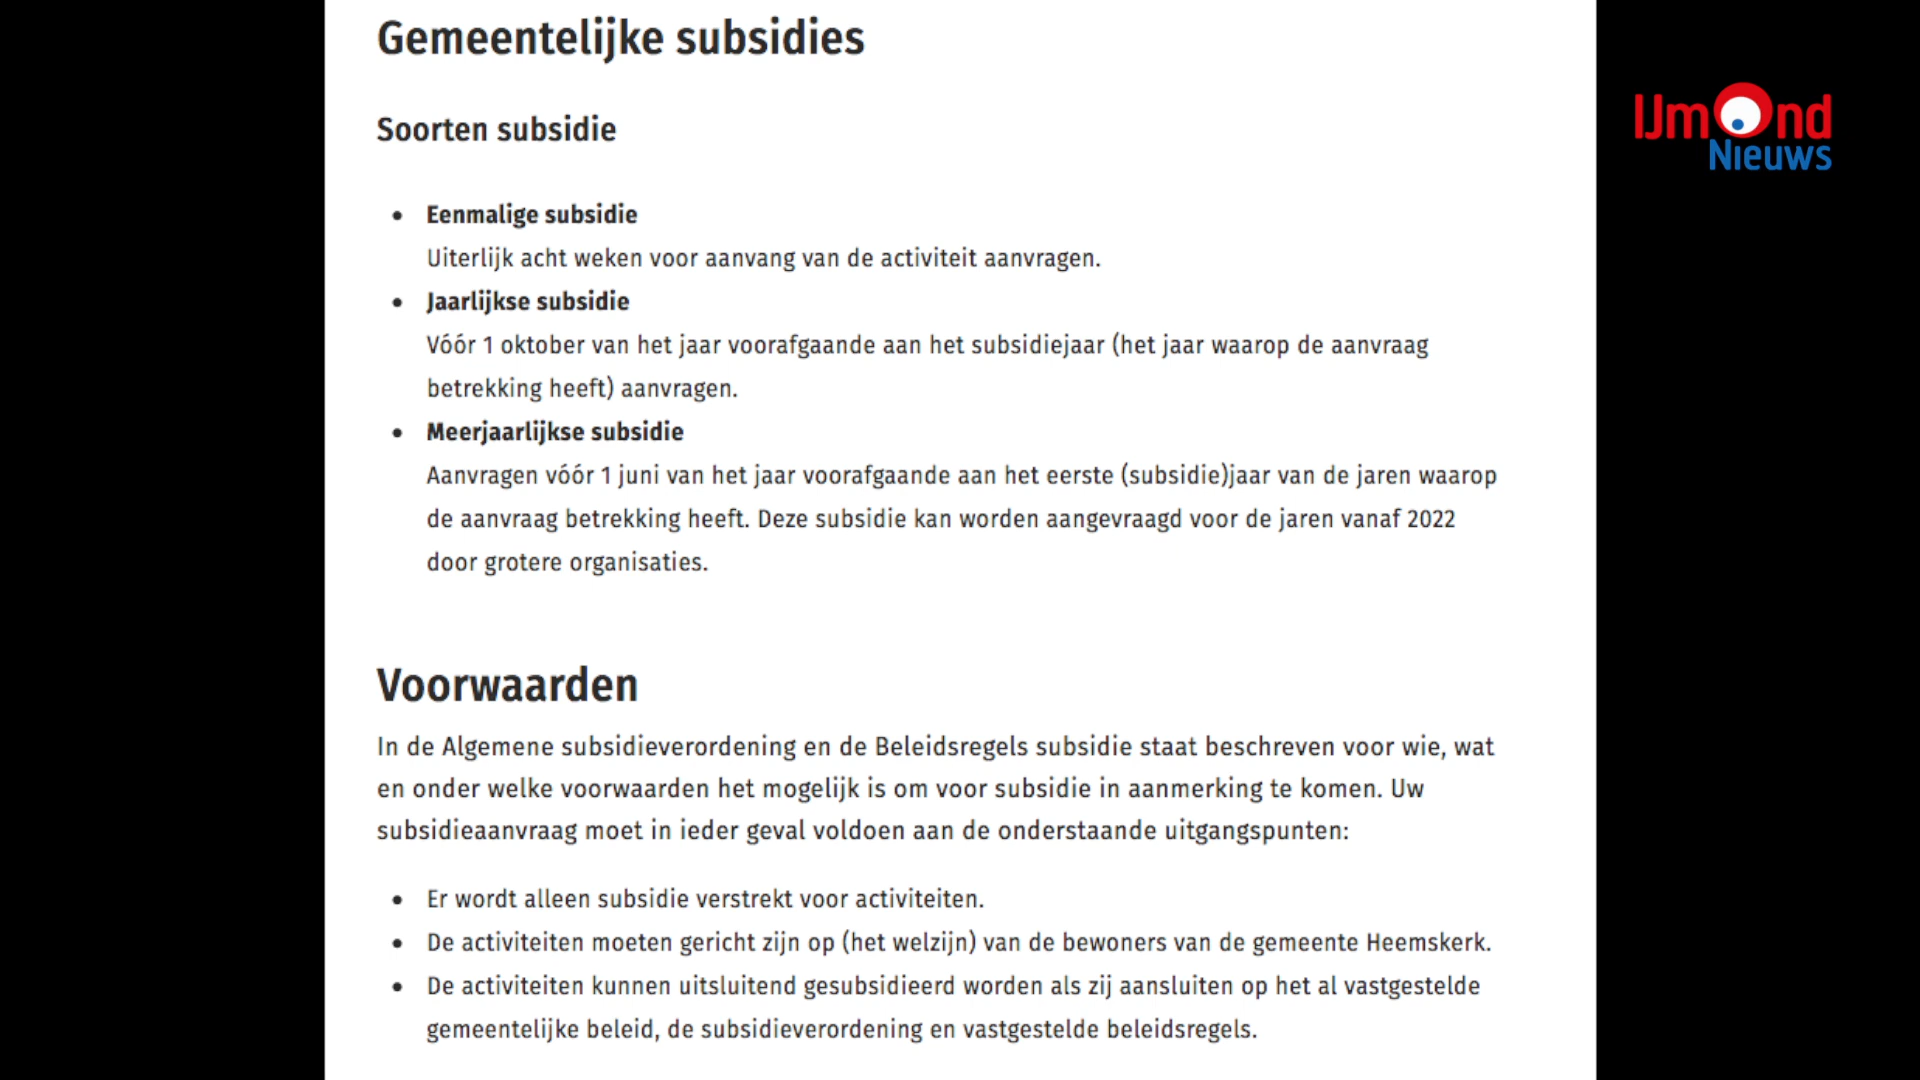 Gemeentelijke subsidies
Soorten subsidie
IJmond
Nieuws
• Eenmalige subsidie
Uiterlijk acht weken voor aanvang van de activiteit aanvragen.
• Jaarlijkse subsidie
Vóór 1 oktober van het jaar voorafgaande aan het subsidiejaar (het jaar waarop de aanvraag
betrekking heeft) aanvragen.
• Meerjaarlijkse subsidie
Aanvragen vóór 1 juni van het jaar voorafgaande aan het eerste (subsidie)jaar van de jaren waarop
de aanvraag betrekking heeft. Deze subsidie kan worden aangevraagd voor de jaren vanaf 2022
door grotere organisaties.
Voorwaarden
In de Algemene subsidieverordening en de Beleidsregels subsidie staat beschreven voor wie, wat
en onder welke voorwaarden het mogelijk is om voor subsidie in aanmerking te komen. Uw
subsidieaanvraag moet in ieder geval voldoen aan de onderstaande uitgangspunten:
• Er wordt alleen subsidie verstrekt voor activiteiten.
• De activiteiten moeten gericht zijn op (het welzijn) van de bewoners van de gemeente Heemskerk.
• De activiteiten kunnen uitsluitend gesubsidieerd worden als zij aansluiten op het al vastgestelde
gemeentelijke beleid, de subsidieverordening en vastgestelde beleidsregels.